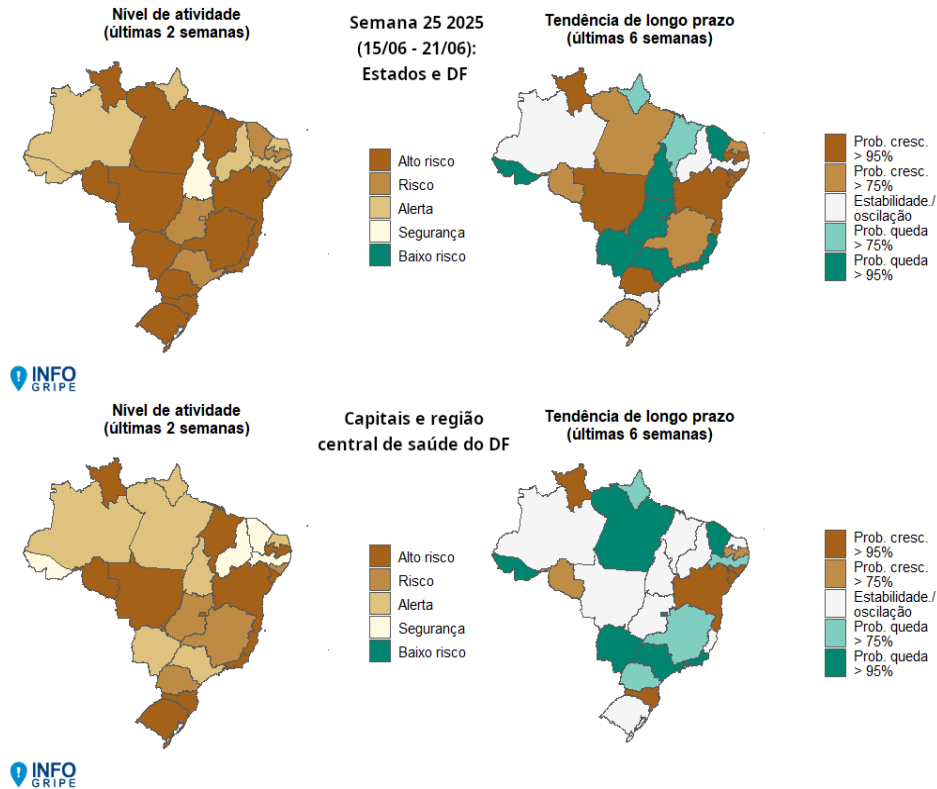 Nível de atividade
(últimas 2 semanas)
Semana 25 2025
(15/06 - 21/06):
Estados e DF
Tendência de longo prazo
(últimas 6 semanas)
Alto risco
Risco
Alerta
Segurança
Baixo risco
Prob. cresc.
> 95%
Prob. cresc.
> 75%
Estabilidade./
oscilação
Prob. queda
> 75%
Prob. queda
> 95%
INFO
GRIPE
Nível de atividade
(últimas 2 semanas)
Capitais e região
central de saúde do DF
Tendência de longo prazo
(últimas 6 semanas)
Alto risco
Risco
Alerta
Segurança
Baixo risco
Prob. cresc.
> 95%
Prob. cresc.
> 75%
Estabilidade./
oscilação
Prob. queda
> 75%
Prob. queda
> 95%
INFO
GRIPE